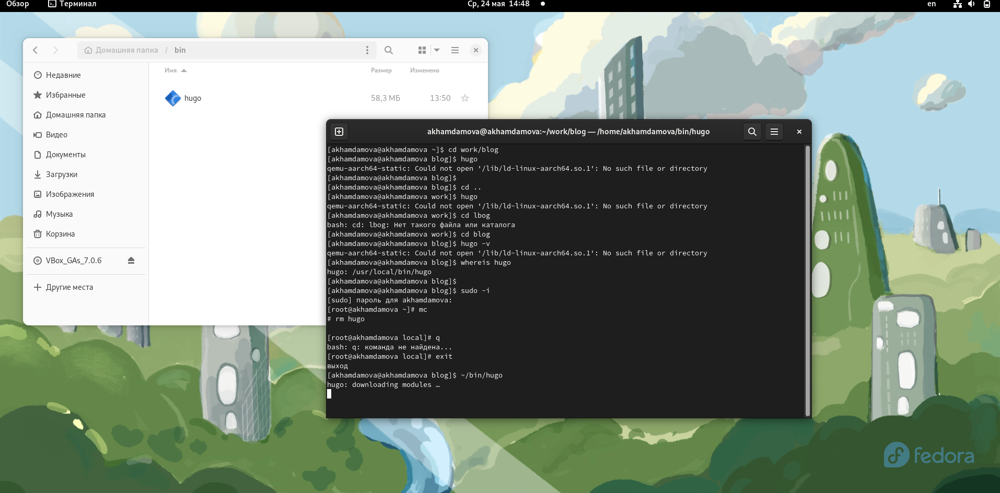 Обзор
Терминал
Ср, 24 мая 14:48
en
Домашняя папка / bin
Имя Размер Изменено
hugo 58,3 МБ 13:50
Недавние
Избранные
Домашняя папка
Видео
Документы
Загрузки
Изображения
Музыка
Корзина
VBox_GAs_7.0.6
Другие места
akhamdamova@akhamdamova:~/work/blog — /home/akhamdamova/bin/hugo
[akhamdamova@akhamdamova ~]$ cd work/blog
[akhamdamova@akhamdamova blog]$ hugo
qemu-aarch64-static: Could not open '/lib/ld-linux-aarch64.so.1': No such file or directory
[akhamdamova@akhamdamova blog]$
[akhamdamova@akhamdamova blog]$ cd ..
[akhamdamova@akhamdamova work]$ hugo
qemu-aarch64-static: Could not open '/lib/ld-linux-aarch64.so.1': No such file or directory
[akhamdamova@akhamdamova work]$ cd lbog
bash: cd: lbog: Нет такого файла или каталога
[akhamdamova@akhamdamova work]$ cd blog
[akhamdamova@akhamdamova blog]$ hugo -v
qemu-aarch64-static: Could not open '/lib/ld-linux-aarch64.so.1': No such file or directory
[akhamdamova@akhamdamova blog]$ whereis hugo
hugo: /usr/local/bin/hugo
[akhamdamova@akhamdamova blog]$
[akhamdamova@akhamdamova blog]$ sudo -i
[sudo] пароль для akhamdamova:
[root@akhamdamova ~]# mc
# rm hugo
[root@akhamdamova local]# q
bash: q: команда не найдена...
[root@akhamdamova local]# exit
выход
[akhamdamova@akhamdamova blog]$ ~/bin/hugo
hugo: downloading modules …
fedora